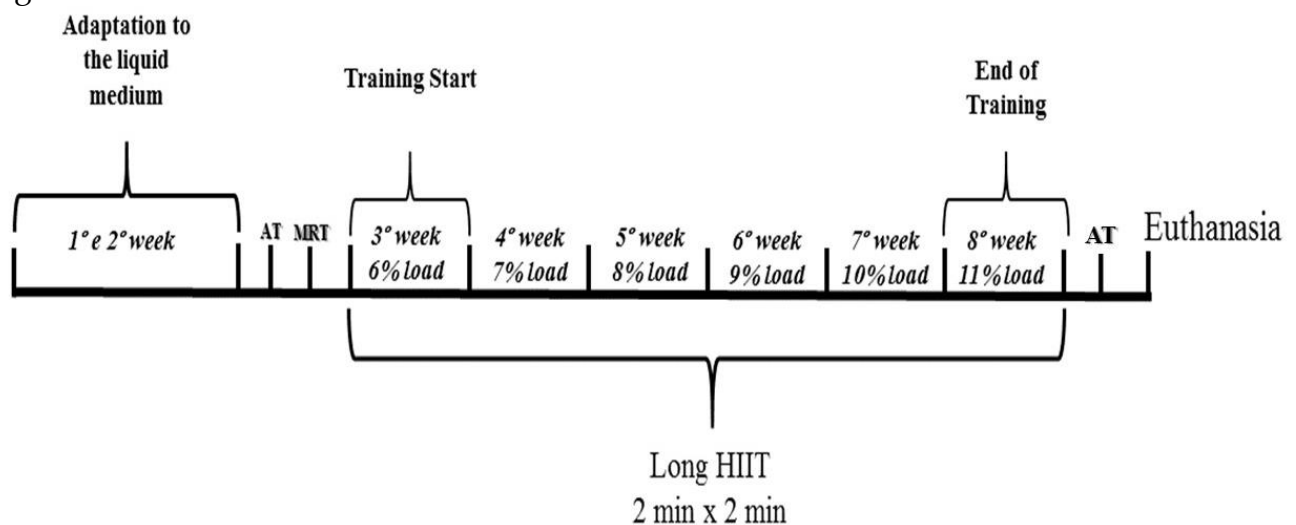 Adaptation to
the liquid
medium
Training Start
End of
Training
1° e 2° week
AT
MRT
3° week
6% load
4° week
7% load
5° week
8% load
6° week
9% load
7° week
10% load
8° week
11% load
AT
Euthanasia
Long HIIT
2 min x 2 min